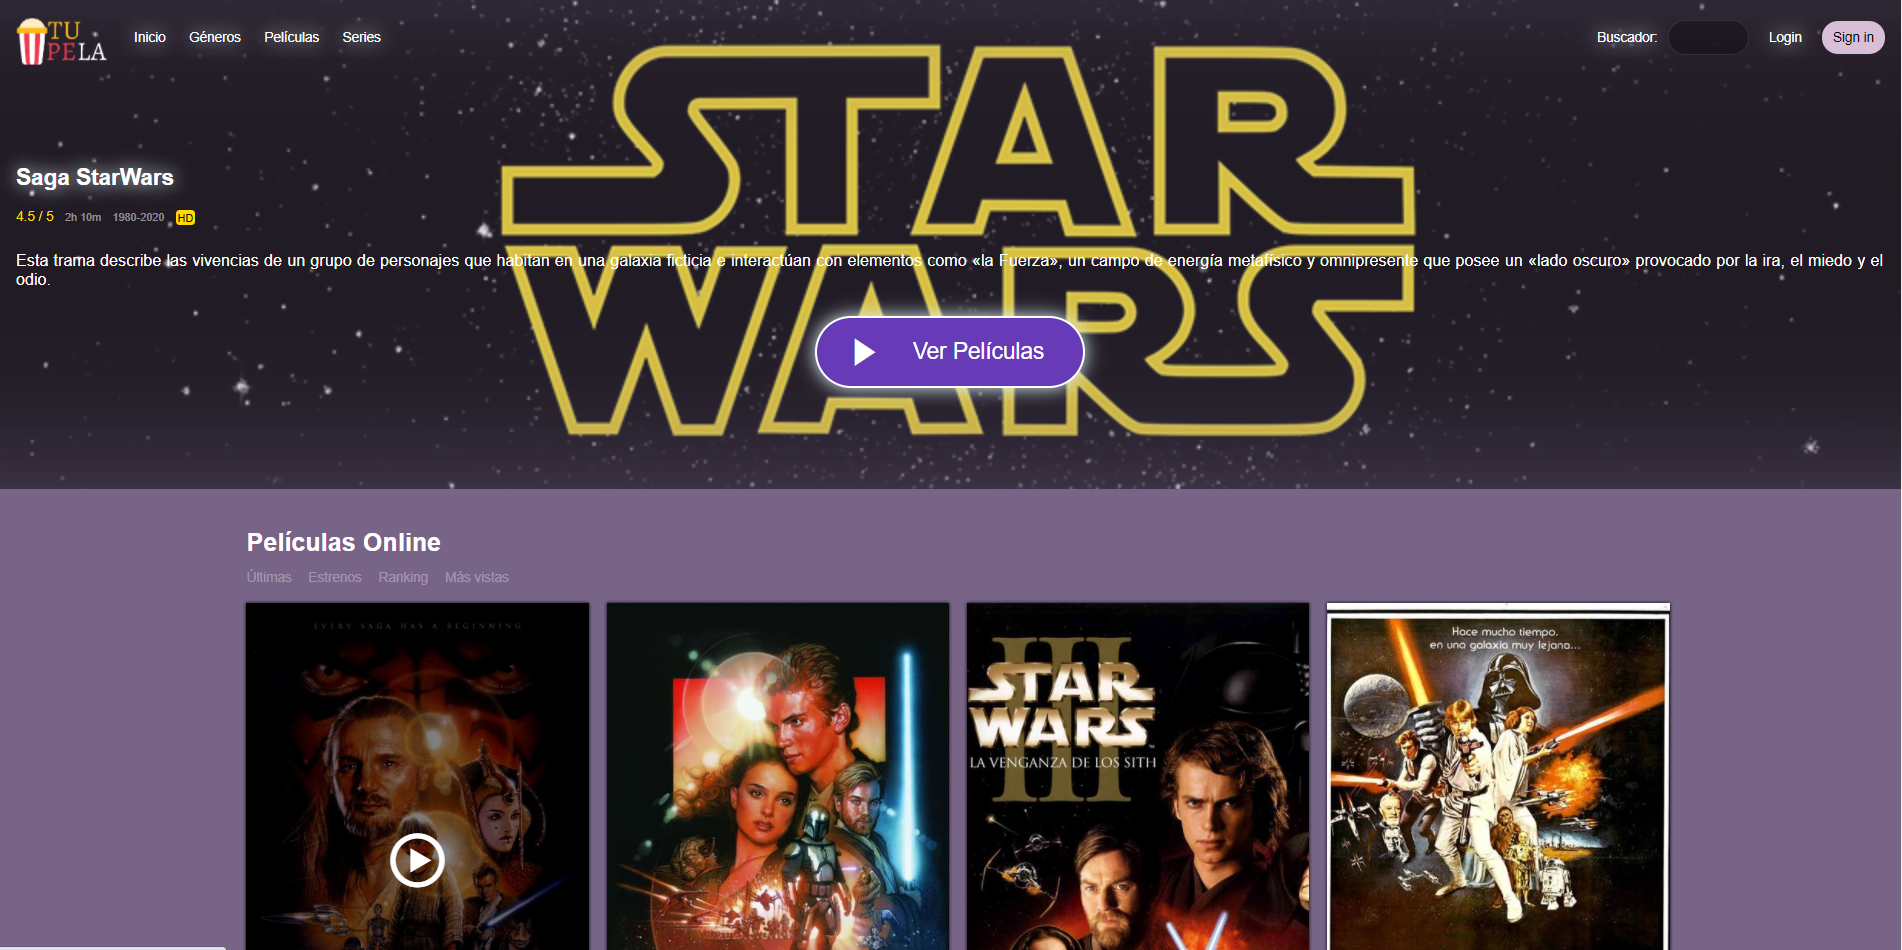 TU
PELA
Inicio Géneros Películas Series
Buscador: Login Sign in
STAR
WARS
Saga StarWars
4.5 / 5 2h 10m 1980-2020 HD
Esta trama describe las vivencias de un grupo de personajes que habitan en una galaxia ficticia e interactúan con elementos como «la Fuerza», un campo de energía metafísico y omnipresente que posee un «lado oscuro» provocado por la ira, el miedo y el
odio.
Ver Películas
Películas Online
Últimas Estrenos Ranking Más vistas
EVERY SAGA HAS A BEGINNING
III
STAR
WARS
LA VENGANZA DE LOS SITH
Hace mucho tiempo,
en una galaxia muy lejana...